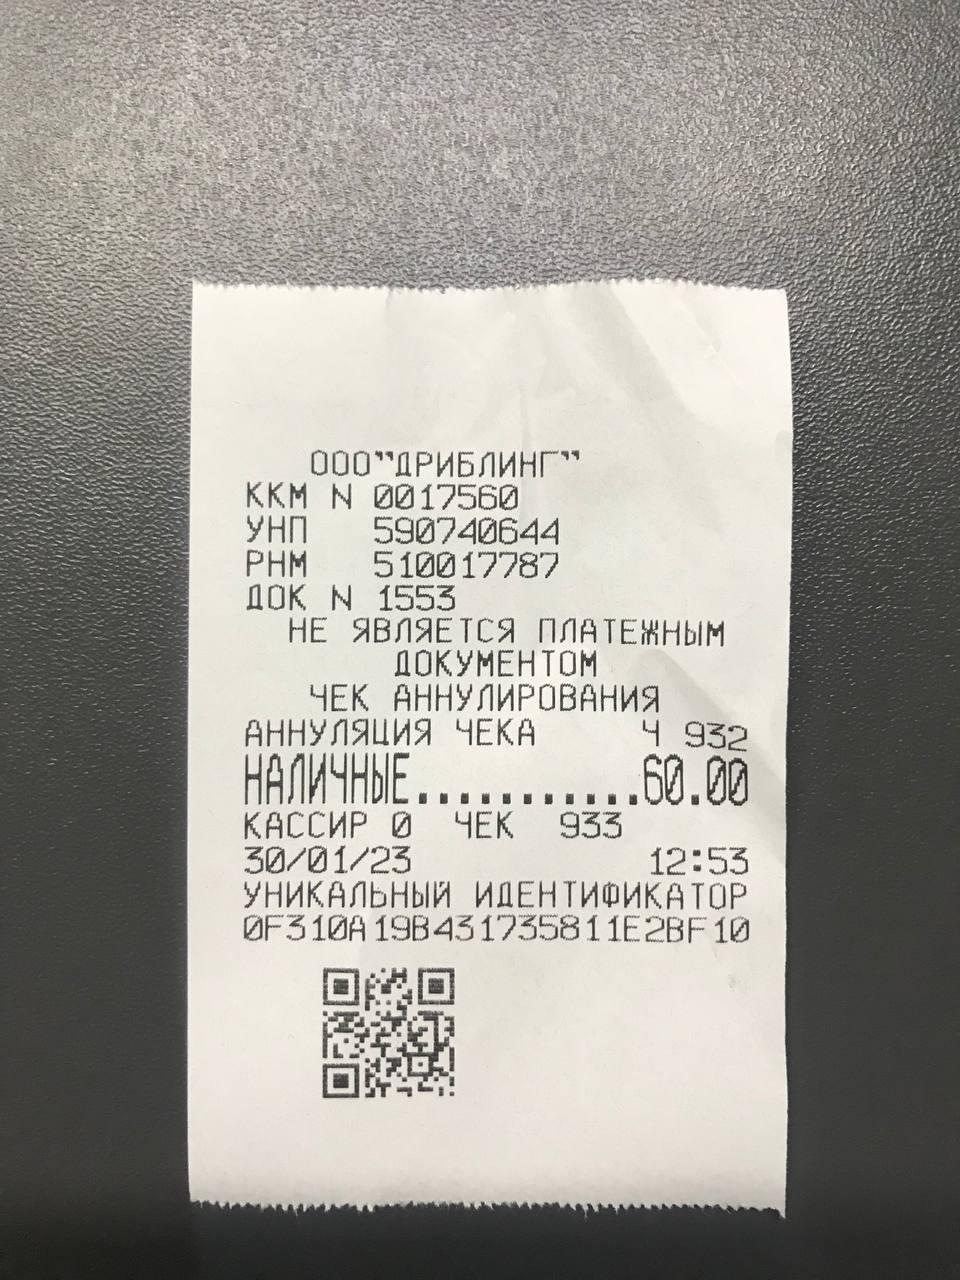 ООО"ДРИБЛИНГ"
ККМ N 0017560
УНП 590740644
РНМ 510017787
ДОК N 1553
НЕ ЯВЛЯЕТСЯ ПЛАТЕЖНЫМ
ДОКУМЕНТОМ
ЧЕК АННУЛИРОВАНИЯ
АННУЛЯЦИЯ ЧЕКА Ч 932
НАЛИЧНЫЕ...........60.00
КАССИР 0 ЧЕК 933
30/01/23 12:53
УНИКАЛЬНЫЙ ИДЕНТИФИКАТОР
0F310A19B431735811E2BF10